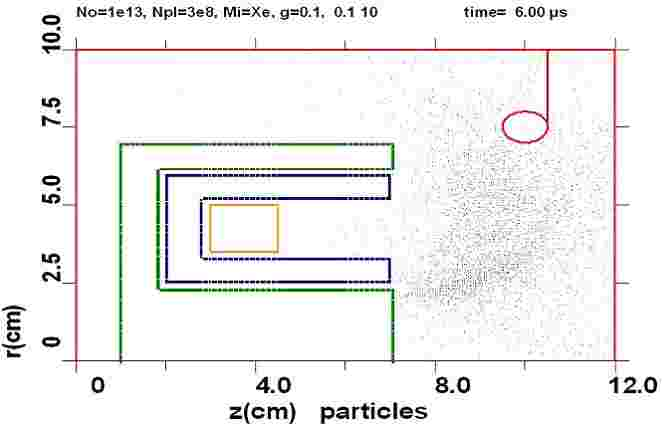 No=1e13, Npl=3e8, Mi=Xe, g=0.1, 0.1 10 time= 6.00 µs
10.0
7.5
5.0
2.5
0
r(cm)
0 4.0 8.0 12.0
z(cm) particles